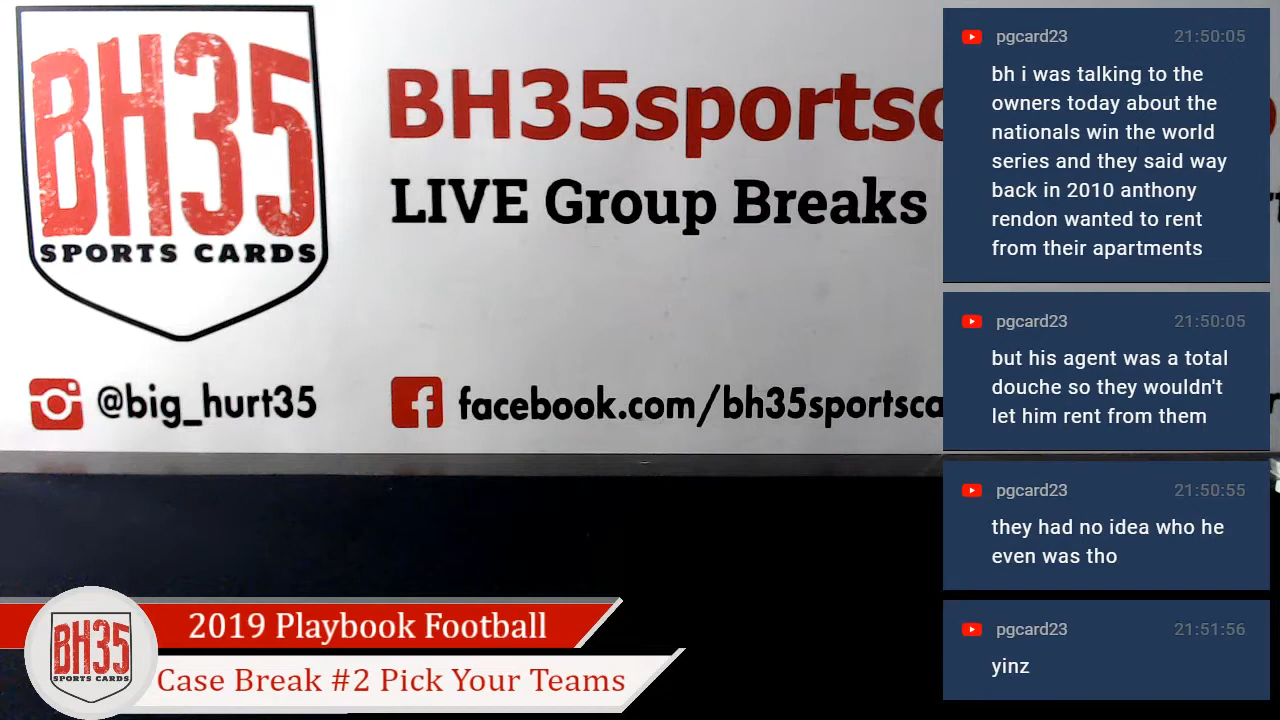 BH35
SPORTS CARDS
BH35sportsc
LIVE Group Breaks
@big_hurt35
facebook.com/bh35sportsca
pgcard23 21:50:05
bh i was talking to the
owners today about the
nationals win the world
series and they said way
back in 2010 anthony
rendon wanted to rent
from their apartments
pgcard23 21:50:05
but his agent was a total
douche so they wouldn't
let him rent from them
pgcard23 21:50:55
they had no idea who he
even was tho
pgcard23 21:51:56
yinz
BH35
SPORTS CARDS
2019 Playbook Football
Case Break #2 Pick Your Teams